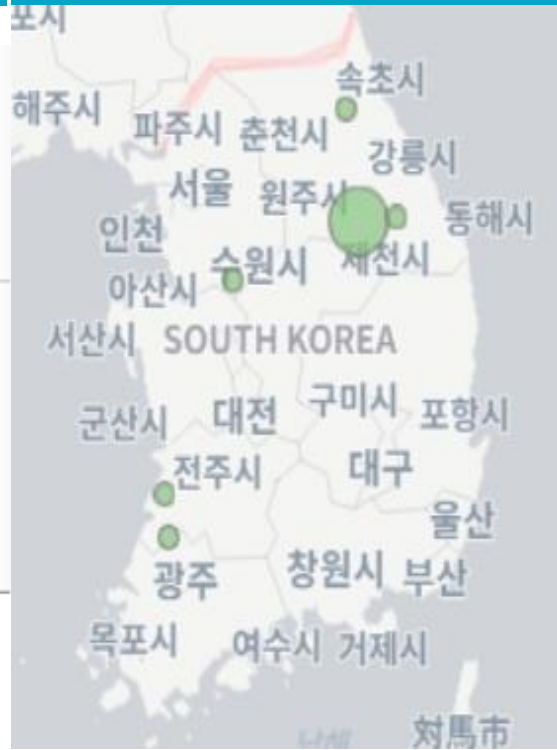 포시
속초시
해주시
파주시 춘천시
강릉시
서울 원주시
동해시
인천
수원시 제천시
아산시
서산시 SOUTH KOREA
군산시 대전 구미시 포항시
전주시 대구
울산
광주 창원시 부산
목포시 여수시 거제시
남해
対馬市